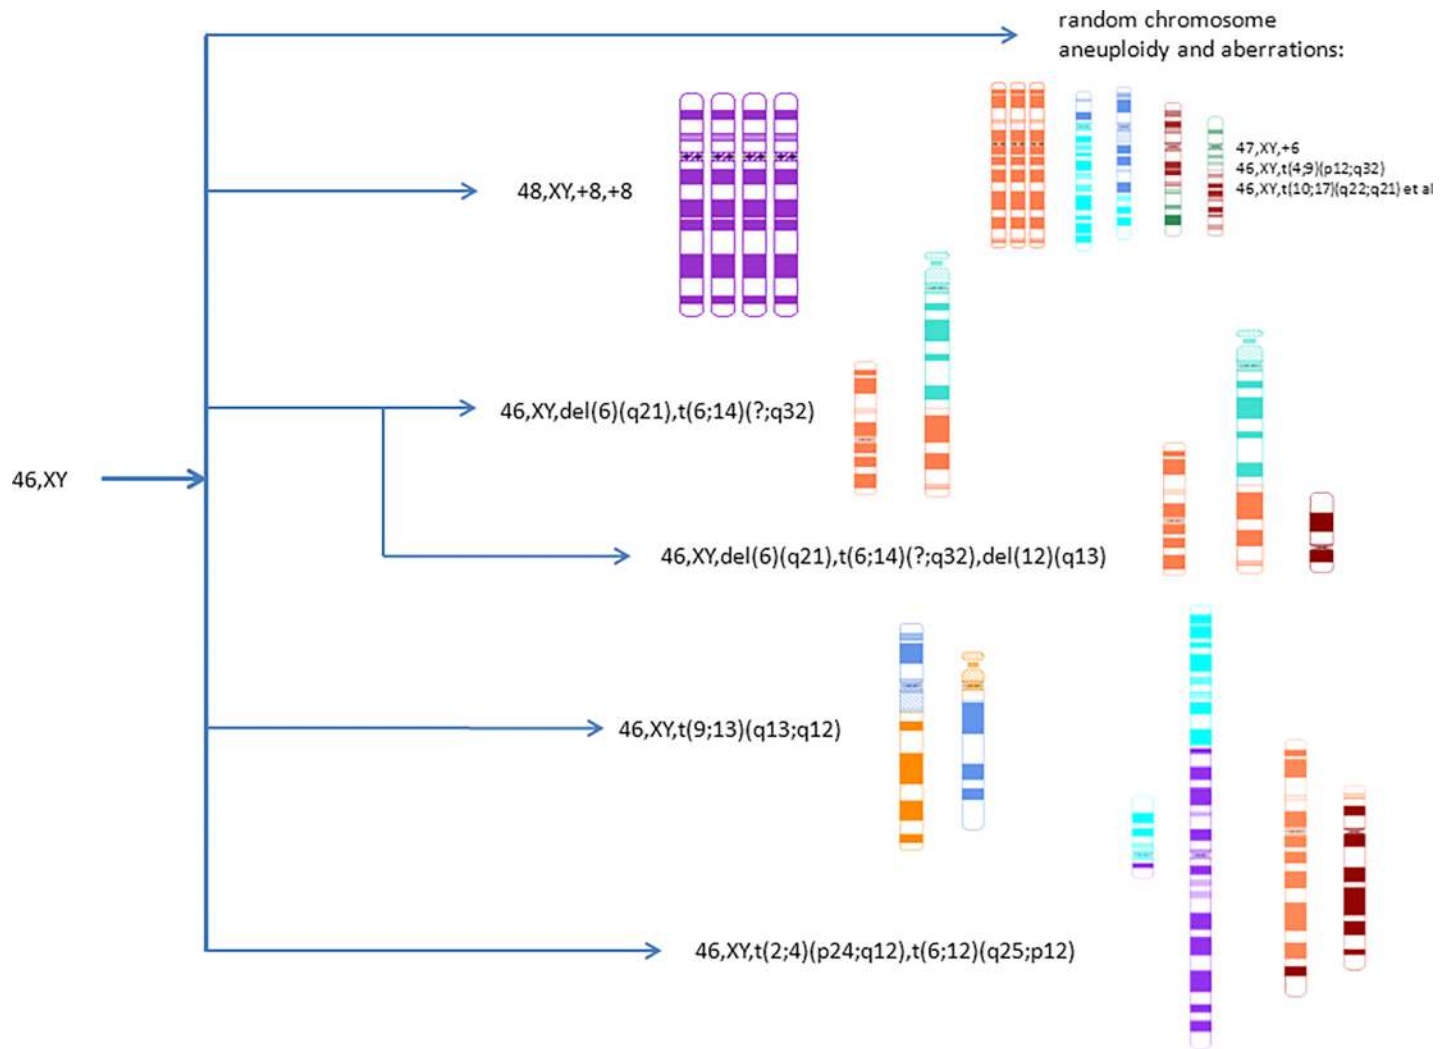 random chromosome
aneuploidy and aberrations:
47,XY,+6
46,XY,t(4;9)(p12;q32)
46,XY,t(10;17)(q22;q21) et al
48,XY,+8,+8
46,XY,del(6)(q21),t(6;14)(?;q32)
46,XY
46,XY,del(6)(q21),t(6;14)(?;q32),del(12)(q13)
46,XY,t(9;13)(q13;q12)
46,XY,t(2;4)(p24;q12),t(6;12)(q25;p12)